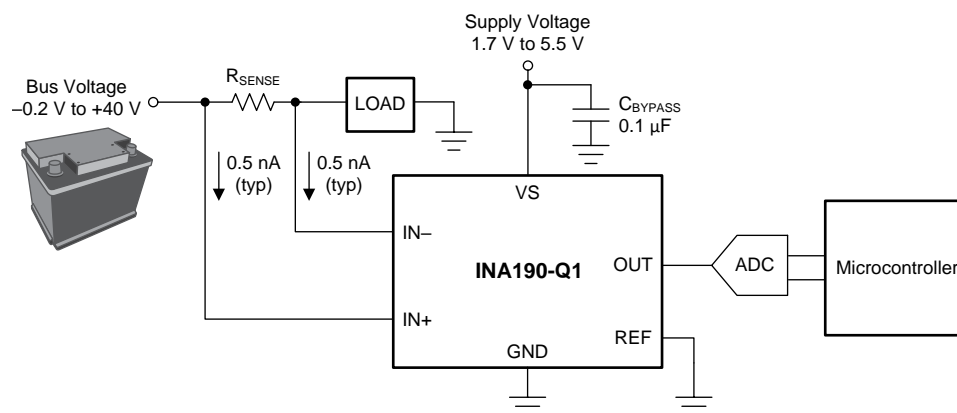 Supply Voltage
1.7 V to 5.5 V
Bus Voltage
–0.2 V to +40 V
RSENSE
LOAD
CBYPASS
0.1 µF
0.5 nA
(typ)
0.5 nA
(typ)
VS
IN–
INA190-Q1
OUT
ADC
Microcontroller
IN+
REF
GND